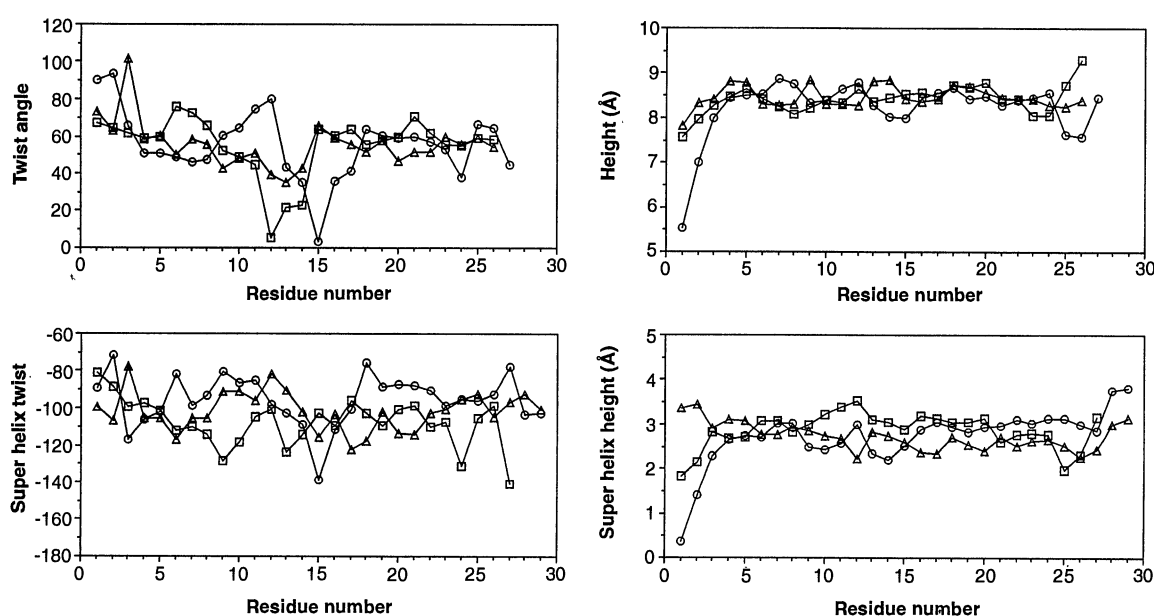 Twist angle
120
100
80
60
40
20
0
0 5 10 15 20 25 30
Residue number
Height (Å)
10
9
8
7
6
5
0 5 10 15 20 25 30
Residue number
Super helix twist
-60
-80
-100
-120
-140
-160
-180
0 5 10 15 20 25 30
Residue number
Super helix height (Å)
5
4
3
2
1
0
0 5 10 15 20 25 30
Residue number